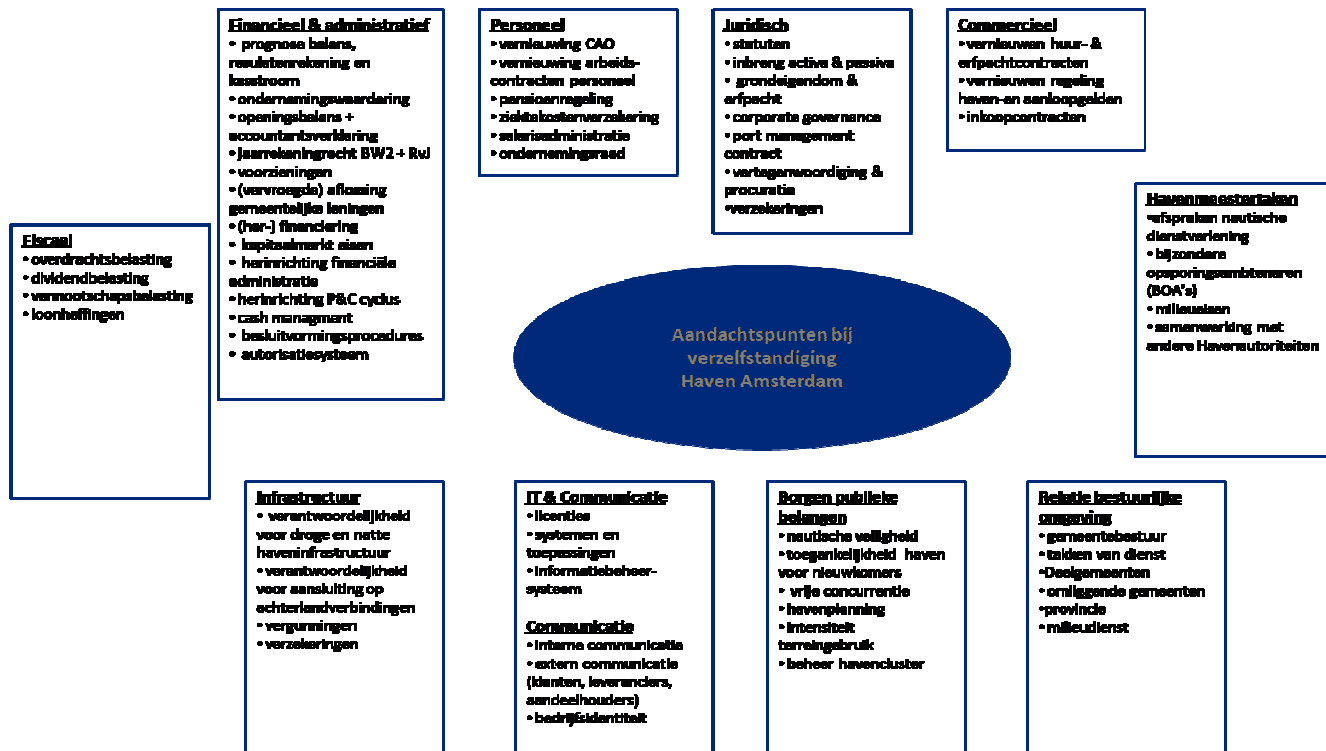 Financieel & administratief
• prognose balans,
resultatenrekening en
kasstroom
• ondernemingswaardering
• openingsbalans +
accountantsverklaring
• jaarrekeningrecht BW2 + RvJ
• voorzieningen
• (vervroegde) aflossing
gemeentelijke leningen
• (her-) financiering
• kapitaalmarkt eisen
• herinrichting financiële
administratie
• herinrichting P&C cyclus
• cash managment
• besluitvormingsprocedures
• autorisatiesysteem
Personeel
• vernieuwing CAO
• vernieuwing arbeids-
contracten personeel
• pensioenregeling
• ziektekostenverzekering
• salarisadministratie
• ondernemingsraad
Juridisch
• statuten
• inbreng activa & passiva
• grondeigendom &
erfpacht
• corporate governance
• port management
contract
• vertegenwoordiging &
procuratie
• verzekeringen
Commercieel
• vernieuwen huur- &
erfpachtcontracten
• vernieuwen regeling
haven-en aanloopgelden
• inkoopcontracten
Havenmeestertaken
• afspraken nautische
dienstverlening
• bijzondere
opsporingsambtenaren
(BOA's)
• milieueisen
• samenwerking met
andere Havenautoriteiten
Fiscaal
• overdrachtsbelasting
• dividendbelasting
• vennootschapsbelasting
• loonheffingen
Aandachtspunten bij
verzelfstandiging
Haven Amsterdam
Infrastructuur
• verantwoordelijkheid
voor droge en natte
haveninfrastructuur
• verantwoordelijkheid
voor aansluiting op
achterlandverbindingen
• vergunningen
• verzekeringen
IT & Communicatie
• licenties
• systemen en
toepassingen
• informatiebeheer-
systeem
Communicatie
• interne communicatie
• extern communicatie
(klanten, leveranciers,
aandeelhouders)
• bedrijfsidentiteit
Borgen publieke
belangen
• nautische veiligheid
• toegankelijkheid haven
voor nieuwkomers
• vrije concurrentie
• havenplanning
• intensiteit
terreingebruik
• beheer havencluster
Relatie bestuurlijke
omgeving
• gemeentebestuur
• takken van dienst
• Deelgemeenten
• omliggende gemeenten
• provincie
• milieudienst